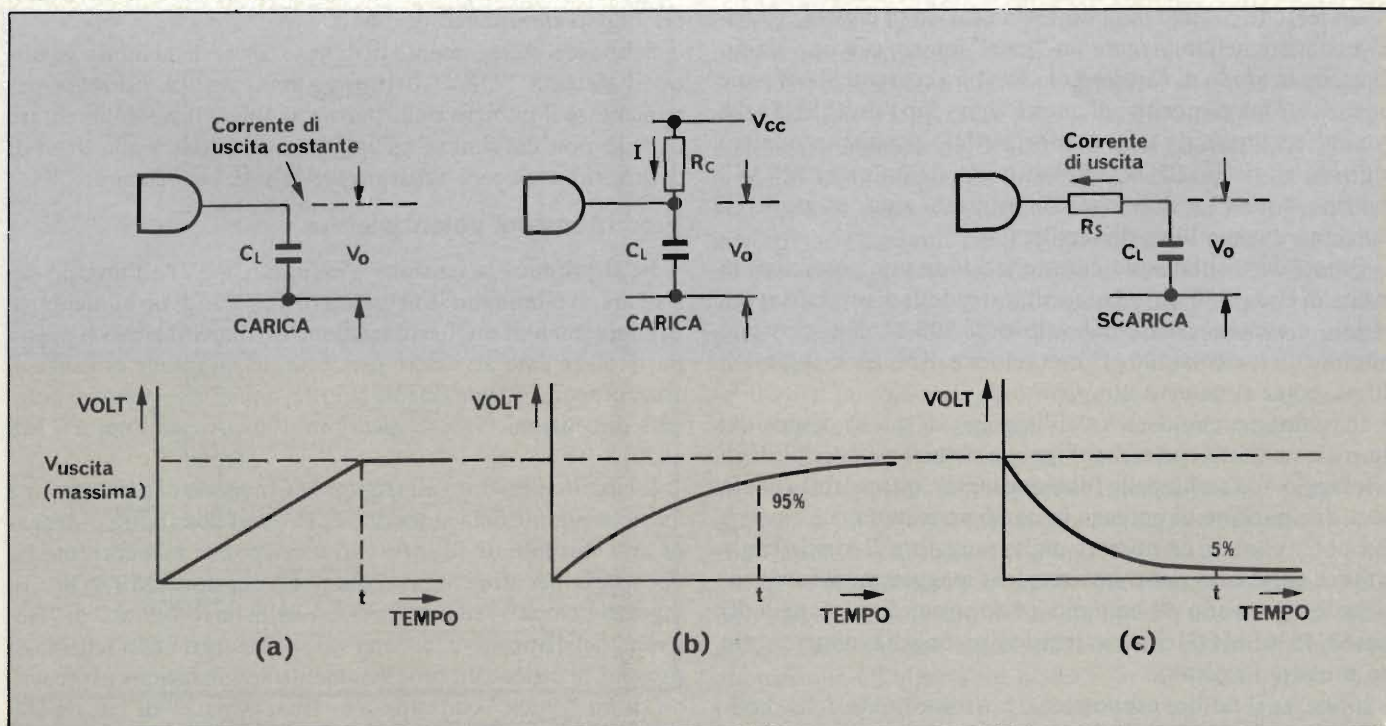 Corrente di
uscita costante
CL
Vo
CARICA
Vcc
I
RC
CL
Vo
CARICA
Corrente
di uscita
RS
CL
Vo
SCARICA
VOLT
Vuscita
(massima)
t
TEMPO
(a)
VOLT
95%
t
TEMPO
(b)
VOLT
5%
t
TEMPO
(c)